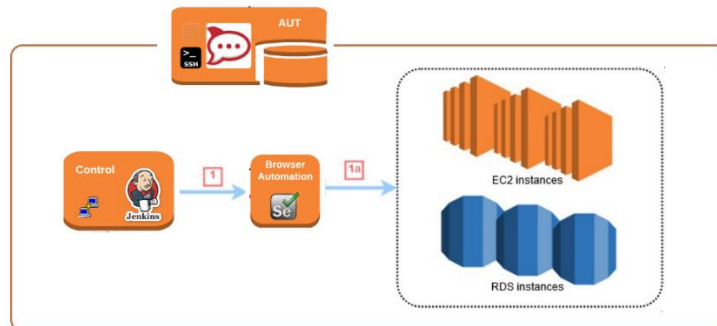 AUT
>_
SSH
Control
Jenkins
1
Browser
Automation
Se
1a
EC2 instances
RDS instances